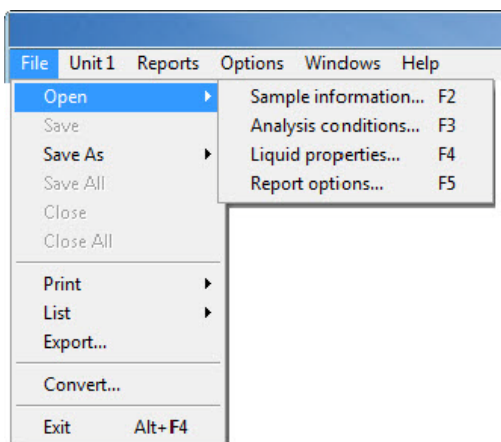 File Unit 1 Reports Options Windows Help
Open
Save
Save As
Save All
Close
Close All
Print
List
Export...
Convert...
Exit Alt+F4
Sample information... F2
Analysis conditions... F3
Liquid properties... F4
Report options... F5